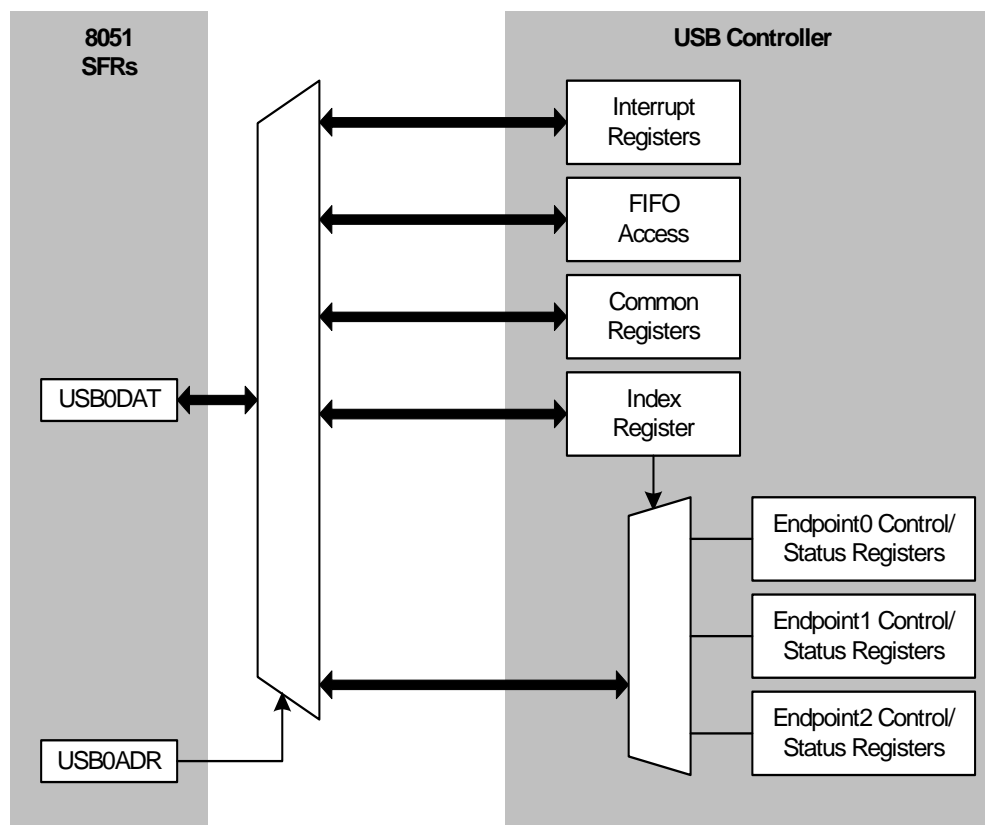 8051
SFRs
USB Controller
Interrupt
Registers
FIFO
Access
Common
Registers
USB0DAT
Index
Register
Endpoint0 Control/
Status Registers
Endpoint1 Control/
Status Registers
Endpoint2 Control/
Status Registers
USB0ADR